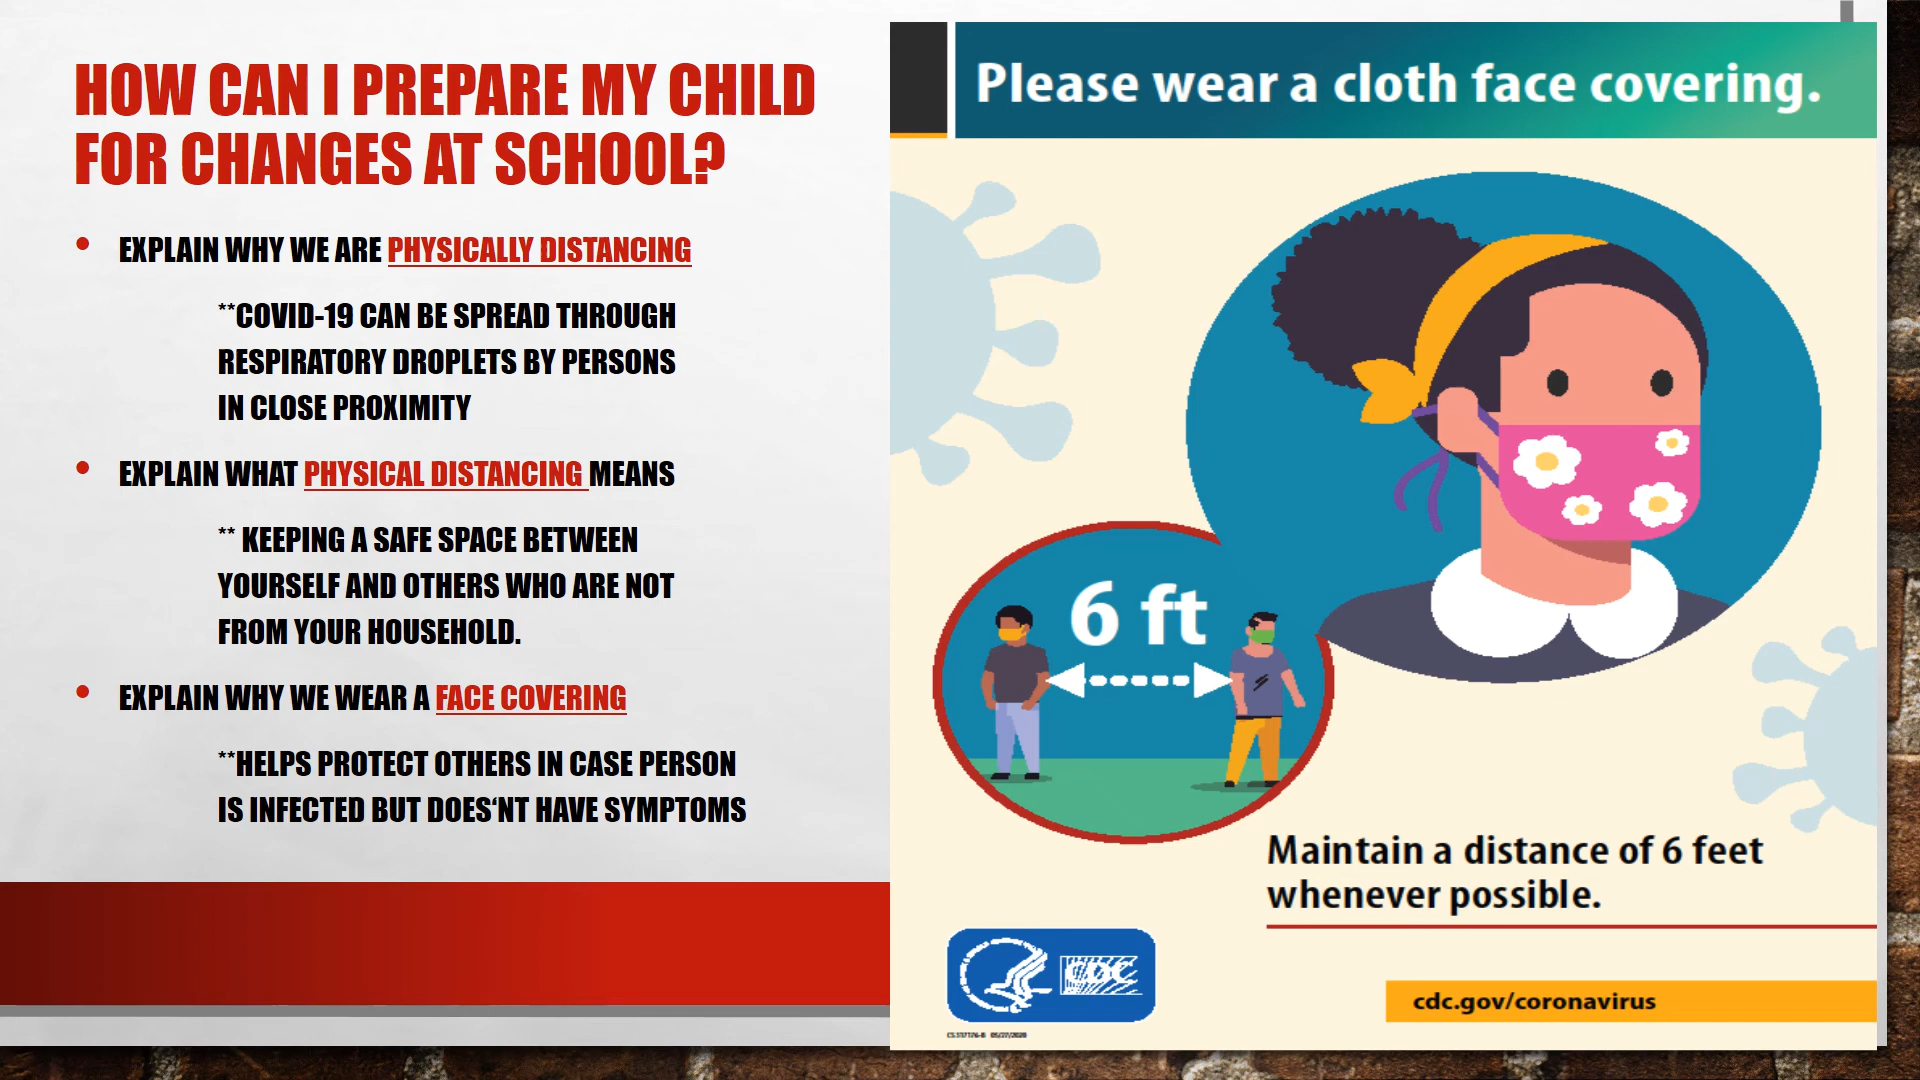 HOW CAN I PREPARE MY CHILD
FOR CHANGES AT SCHOOL?
• EXPLAIN WHY WE ARE PHYSICALLY DISTANCING
**COVID-19 CAN BE SPREAD THROUGH
RESPIRATORY DROPLETS BY PERSONS
IN CLOSE PROXIMITY
• EXPLAIN WHAT PHYSICAL DISTANCING MEANS
** KEEPING A SAFE SPACE BETWEEN
YOURSELF AND OTHERS WHO ARE NOT
FROM YOUR HOUSEHOLD.
• EXPLAIN WHY WE WEAR A FACE COVERING
**HELPS PROTECT OTHERS IN CASE PERSON
IS INFECTED BUT DOES‘NT HAVE SYMPTOMS
Please wear a cloth face covering.
6 ft
Maintain a distance of 6 feet
whenever possible.
CDC
cdc.gov/coronavirus
05/27/2020